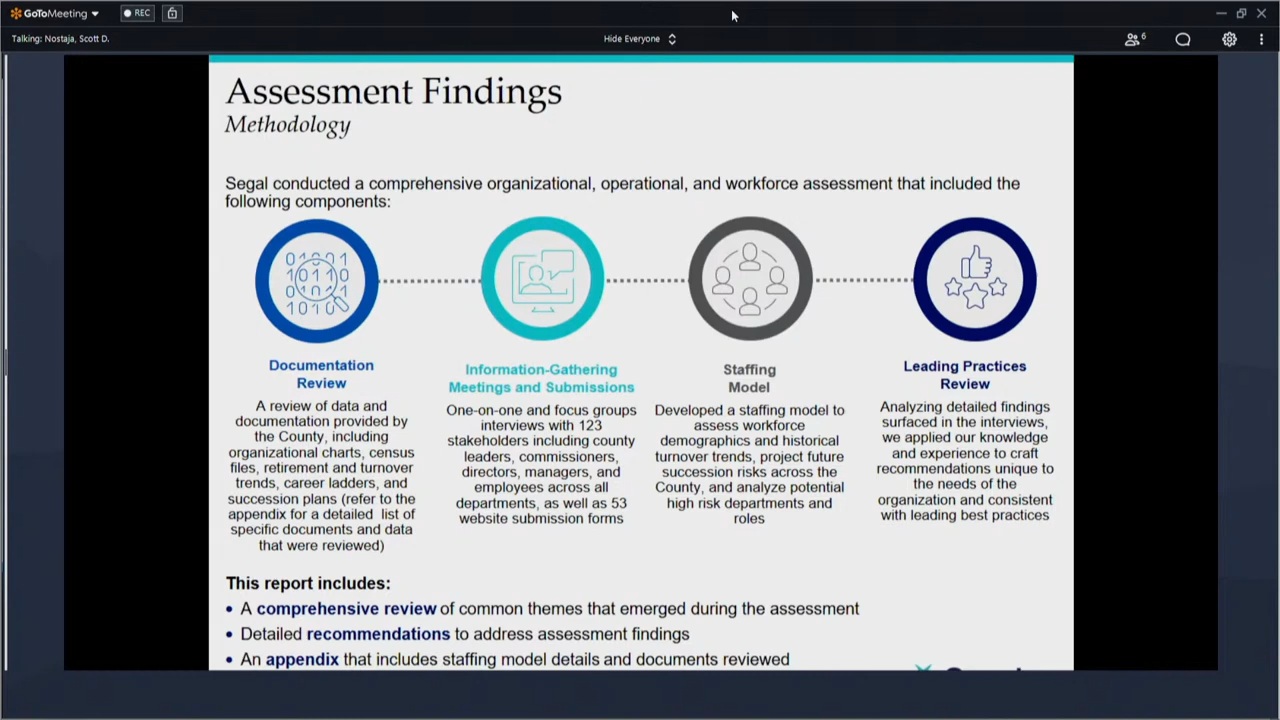 GoToMeeting
REC
Talking: Nostaja, Scott D.
Hide Everyone
6
Assessment Findings
Methodology
Segal conducted a comprehensive organizational, operational, and workforce assessment that included the
following components:
Documentation
Review
A review of data and
documentation provided by
the County, including
organizational charts, census
files, retirement and turnover
trends, career ladders, and
succession plans (refer to the
appendix for a detailed list of
specific documents and data
that were reviewed)
Information-Gathering
Meetings and Submissions
One-on-one and focus groups
interviews with 123
stakeholders including county
leaders, commissioners,
directors, managers, and
employees across all
departments, as well as 53
website submission forms
Staffing
Model
Developed a staffing model to
assess workforce
demographics and historical
turnover trends, project future
succession risks across the
County, and analyze potential
high risk departments and
roles
Leading Practices
Review
Analyzing detailed findings
surfaced in the interviews,
we applied our knowledge
and experience to craft
recommendations unique to
the needs of the
organization and consistent
with leading best practices
This report includes:
• A comprehensive review of common themes that emerged during the assessment
• Detailed recommendations to address assessment findings
• An appendix that includes staffing model details and documents reviewed